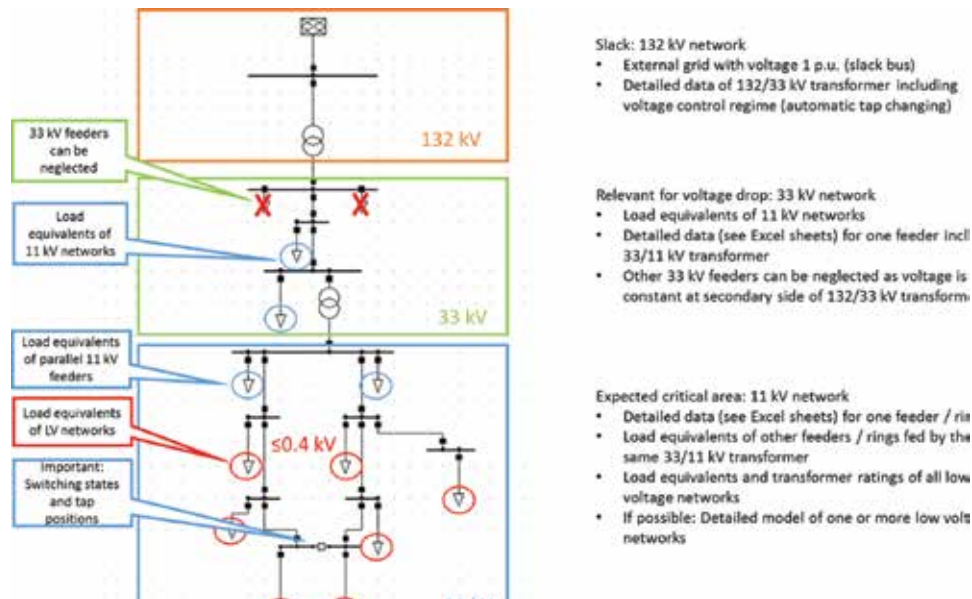 132 kV
33 kV feeders
can be
neglected
Load
equivalents of
11 kV networks
33 kV
Load equivalents
of parallel 11 kV
feeders
Load equivalents
of LV networks
≤0.4 kV
Important:
Switching states
and tap
positions
Slack: 132 kV network
• External grid with voltage 1 p.u. (slack bus)
• Detailed data of 132/33 kV transformer including
voltage control regime (automatic tap changing)
Relevant for voltage drop: 33 kV network
• Load equivalents of 11 kV networks
• Detailed data (see Excel sheets) for one feeder
33/11 kV transformer
• Other 33 kV feeders can be neglected as voltage is
constant at secondary side of 132/33 kV
Expected critical area: 11 kV network
• Detailed data (see Excel sheets) for one feeder /
• Load equivalents of other feeders / rings fed by the
same 33/11 kV transformer
• Load equivalents and transformer ratings of all low
voltage networks
• If possible: Detailed model of one or more low
networks